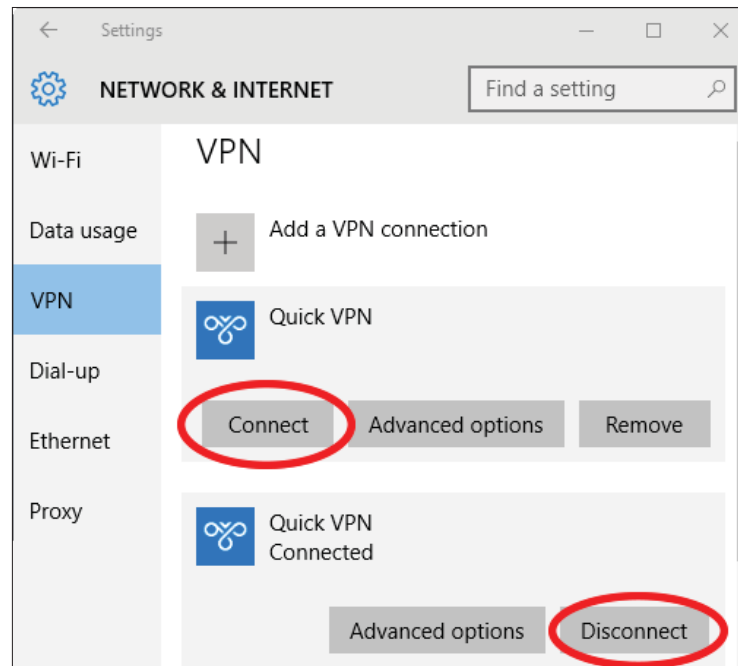 Settings
NETWORK & INTERNET
Find a setting
Wi-Fi
Data usage
VPN
Dial-up
Ethernet
Proxy
VPN
Add a VPN connection
Quick VPN
Connect Advanced options Remove
Quick VPN
Connected
Advanced options Disconnect